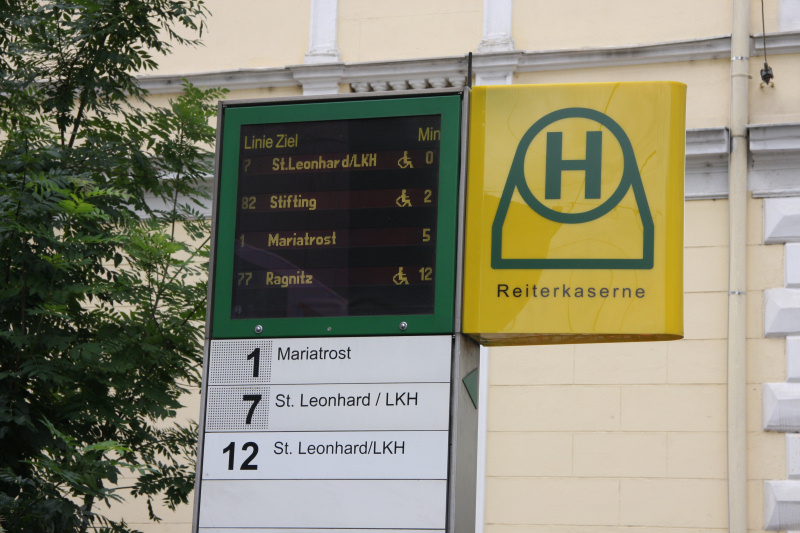 Linie Ziel Min
7 St.Leonhard/LKH 0
82 Stifting 2
1 Mariatrost 5
77 Ragnitz 12
H
Reiterkaserne
1 Mariatrost
7 St. Leonhard / LKH
12 St. Leonhard/LKH